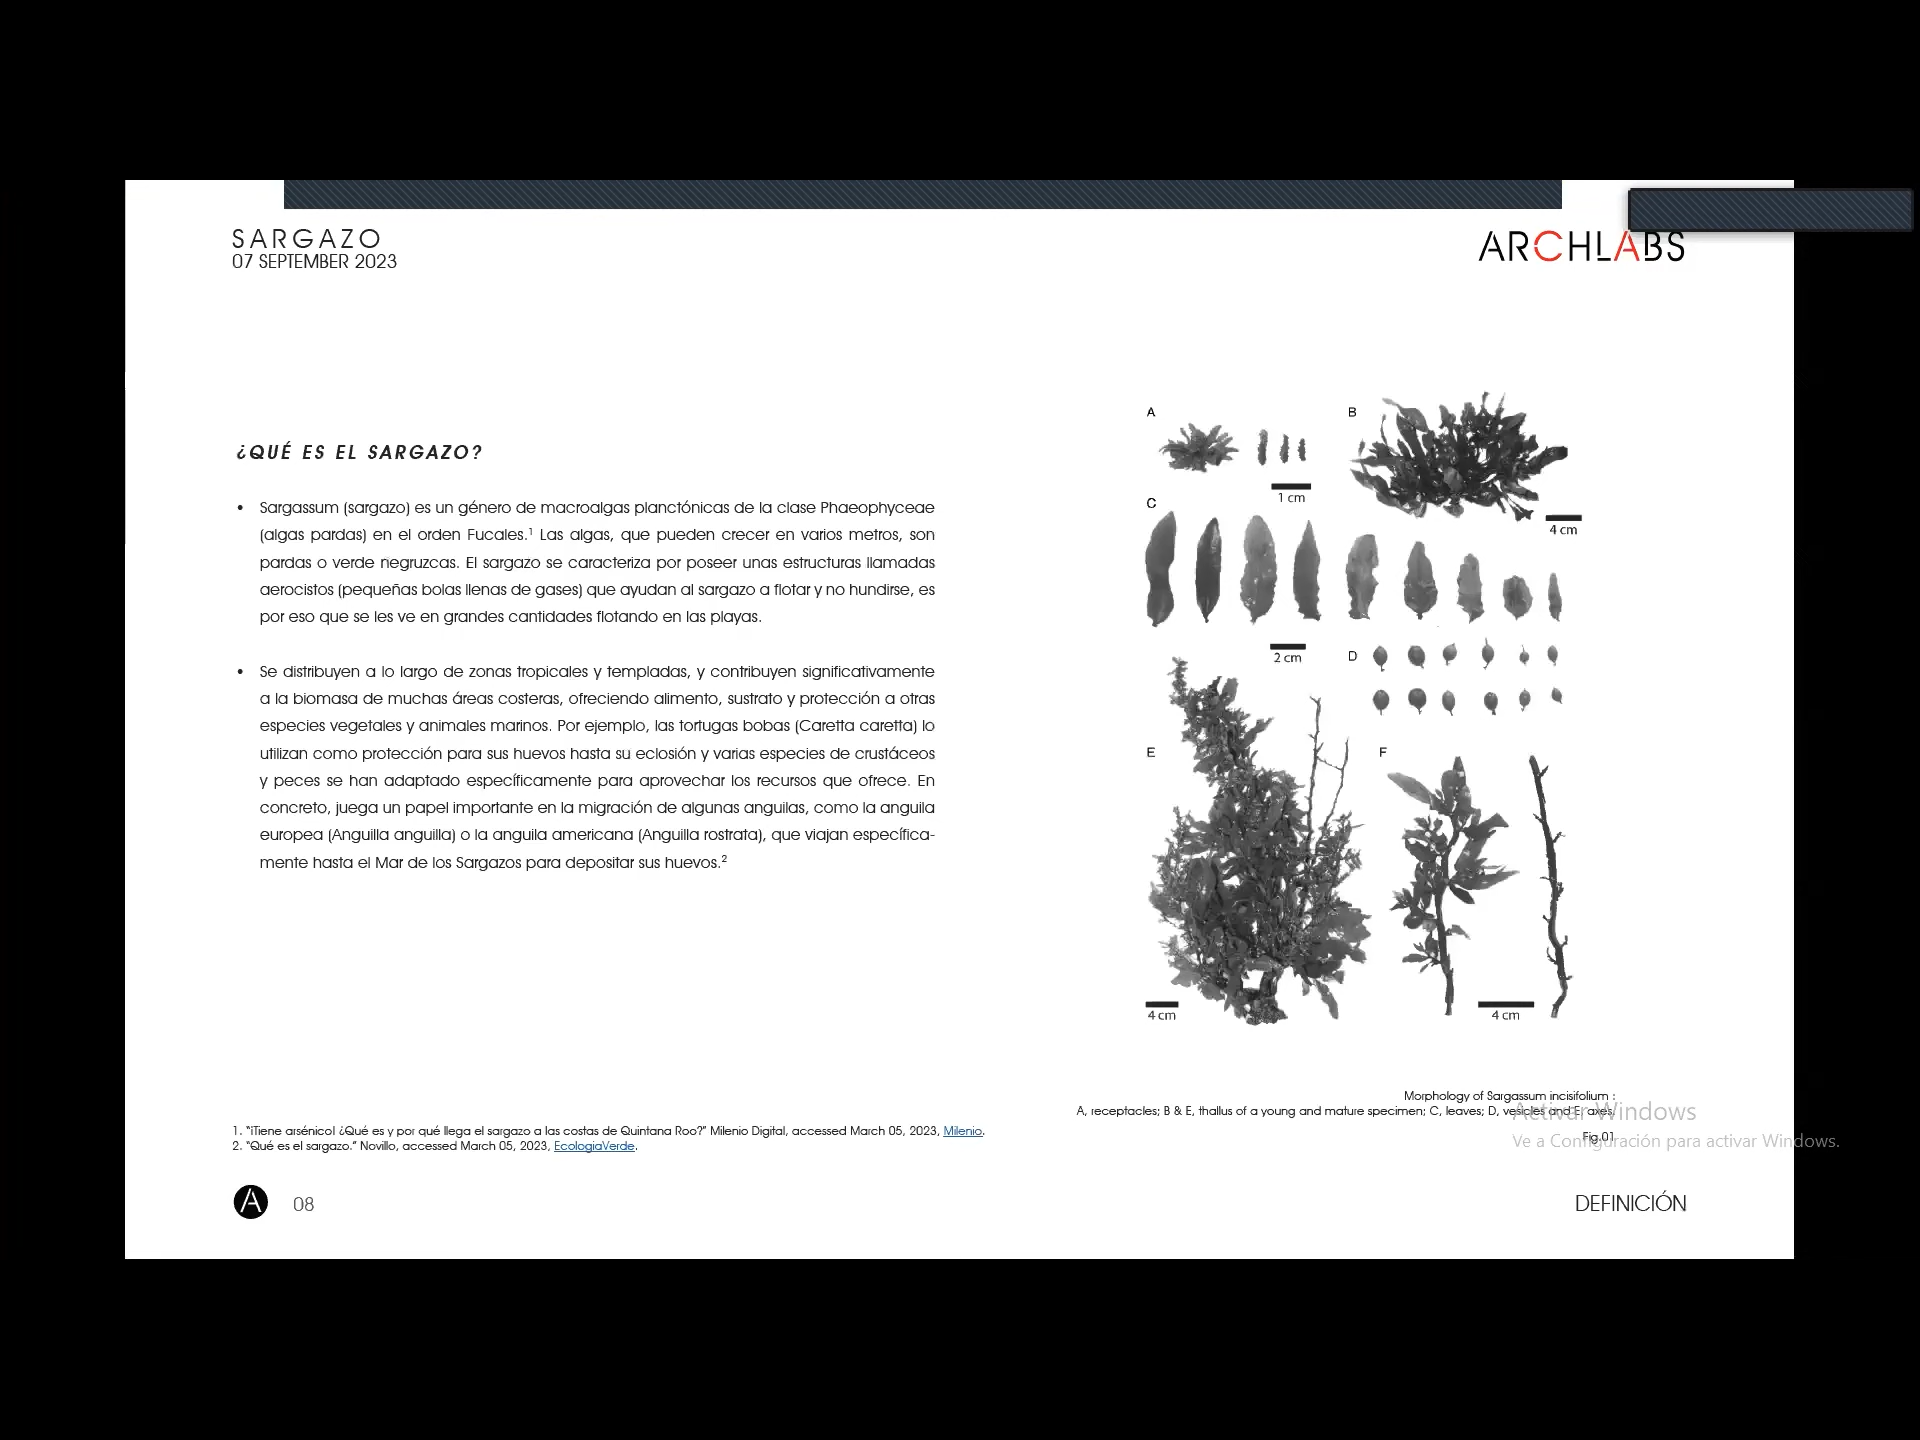 SARGAZO
07 SEPTEMBER 2023
ARCHLABS
¿QUÉ ES EL SARGAZO?
• Sargassum (sargazo) es un género de macroalgas planctónicas de la clase Phaeophyceae
(algas pardas) en el orden Fucales.¹ Las algas, que pueden crecer en varios metros, son
pardas o verde negruzcas. El sargazo se caracteriza por poseer unas estructuras llamadas
aerocistos (pequeñas bolas llenas de gases) que ayudan al sargazo a flotar y no hundirse, es
por eso que se les ve en grandes cantidades flotando en las playas.
• Se distribuyen a lo largo de zonas tropicales y templadas, y contribuyen significativamente
a la biomasa de muchas áreas costeras, ofreciendo alimento, sustrato y protección a otras
especies vegetales y animales marinos. Por ejemplo, las tortugas bobas (Caretta caretta) lo
utilizan como protección para sus huevos hasta su eclosión y varias especies de crustáceos
y peces se han adaptado específicamente para aprovechar los recursos que ofrece. En
concreto, juega un papel importante en la migración de algunas anguilas, como la anguila
europea (Anguilla anguilla) o la anguila americana (Anguilla rostrata), que viajan específica-
mente hasta el Mar de los Sargazos para depositar sus huevos.²
A
B
1 cm
C
4 cm
2 cm
D
E
F
4 cm
4 cm
Morphology of Sargassum incisifolium :
A, receptacles; B & E, thallus of a young and mature specimen; C, leaves; D, vesicles and F, axes.
Fig.01
Activar Windows
Ve a Configuración para activar Windows.
1. “¡Tiene arsénico! ¿Qué es y por qué llega el sargazo a las costas de Quintana Roo?” Milenio Digital, accessed March 05, 2023, Milenio.
2. “Qué es el sargazo.” Novillo, accessed March 05, 2023, EcologiaVerde.
A
08
DEFINICIÓN